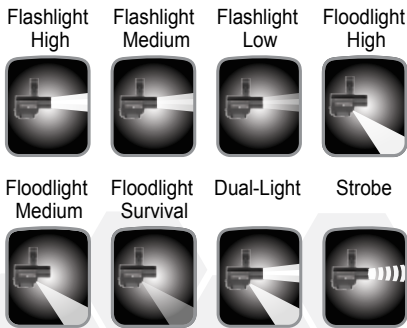 Flashlight
High
Flashlight
Medium
Flashlight
Low
Floodlight
High
Floodlight
Medium
Floodlight
Survival
Dual-Light
Strobe